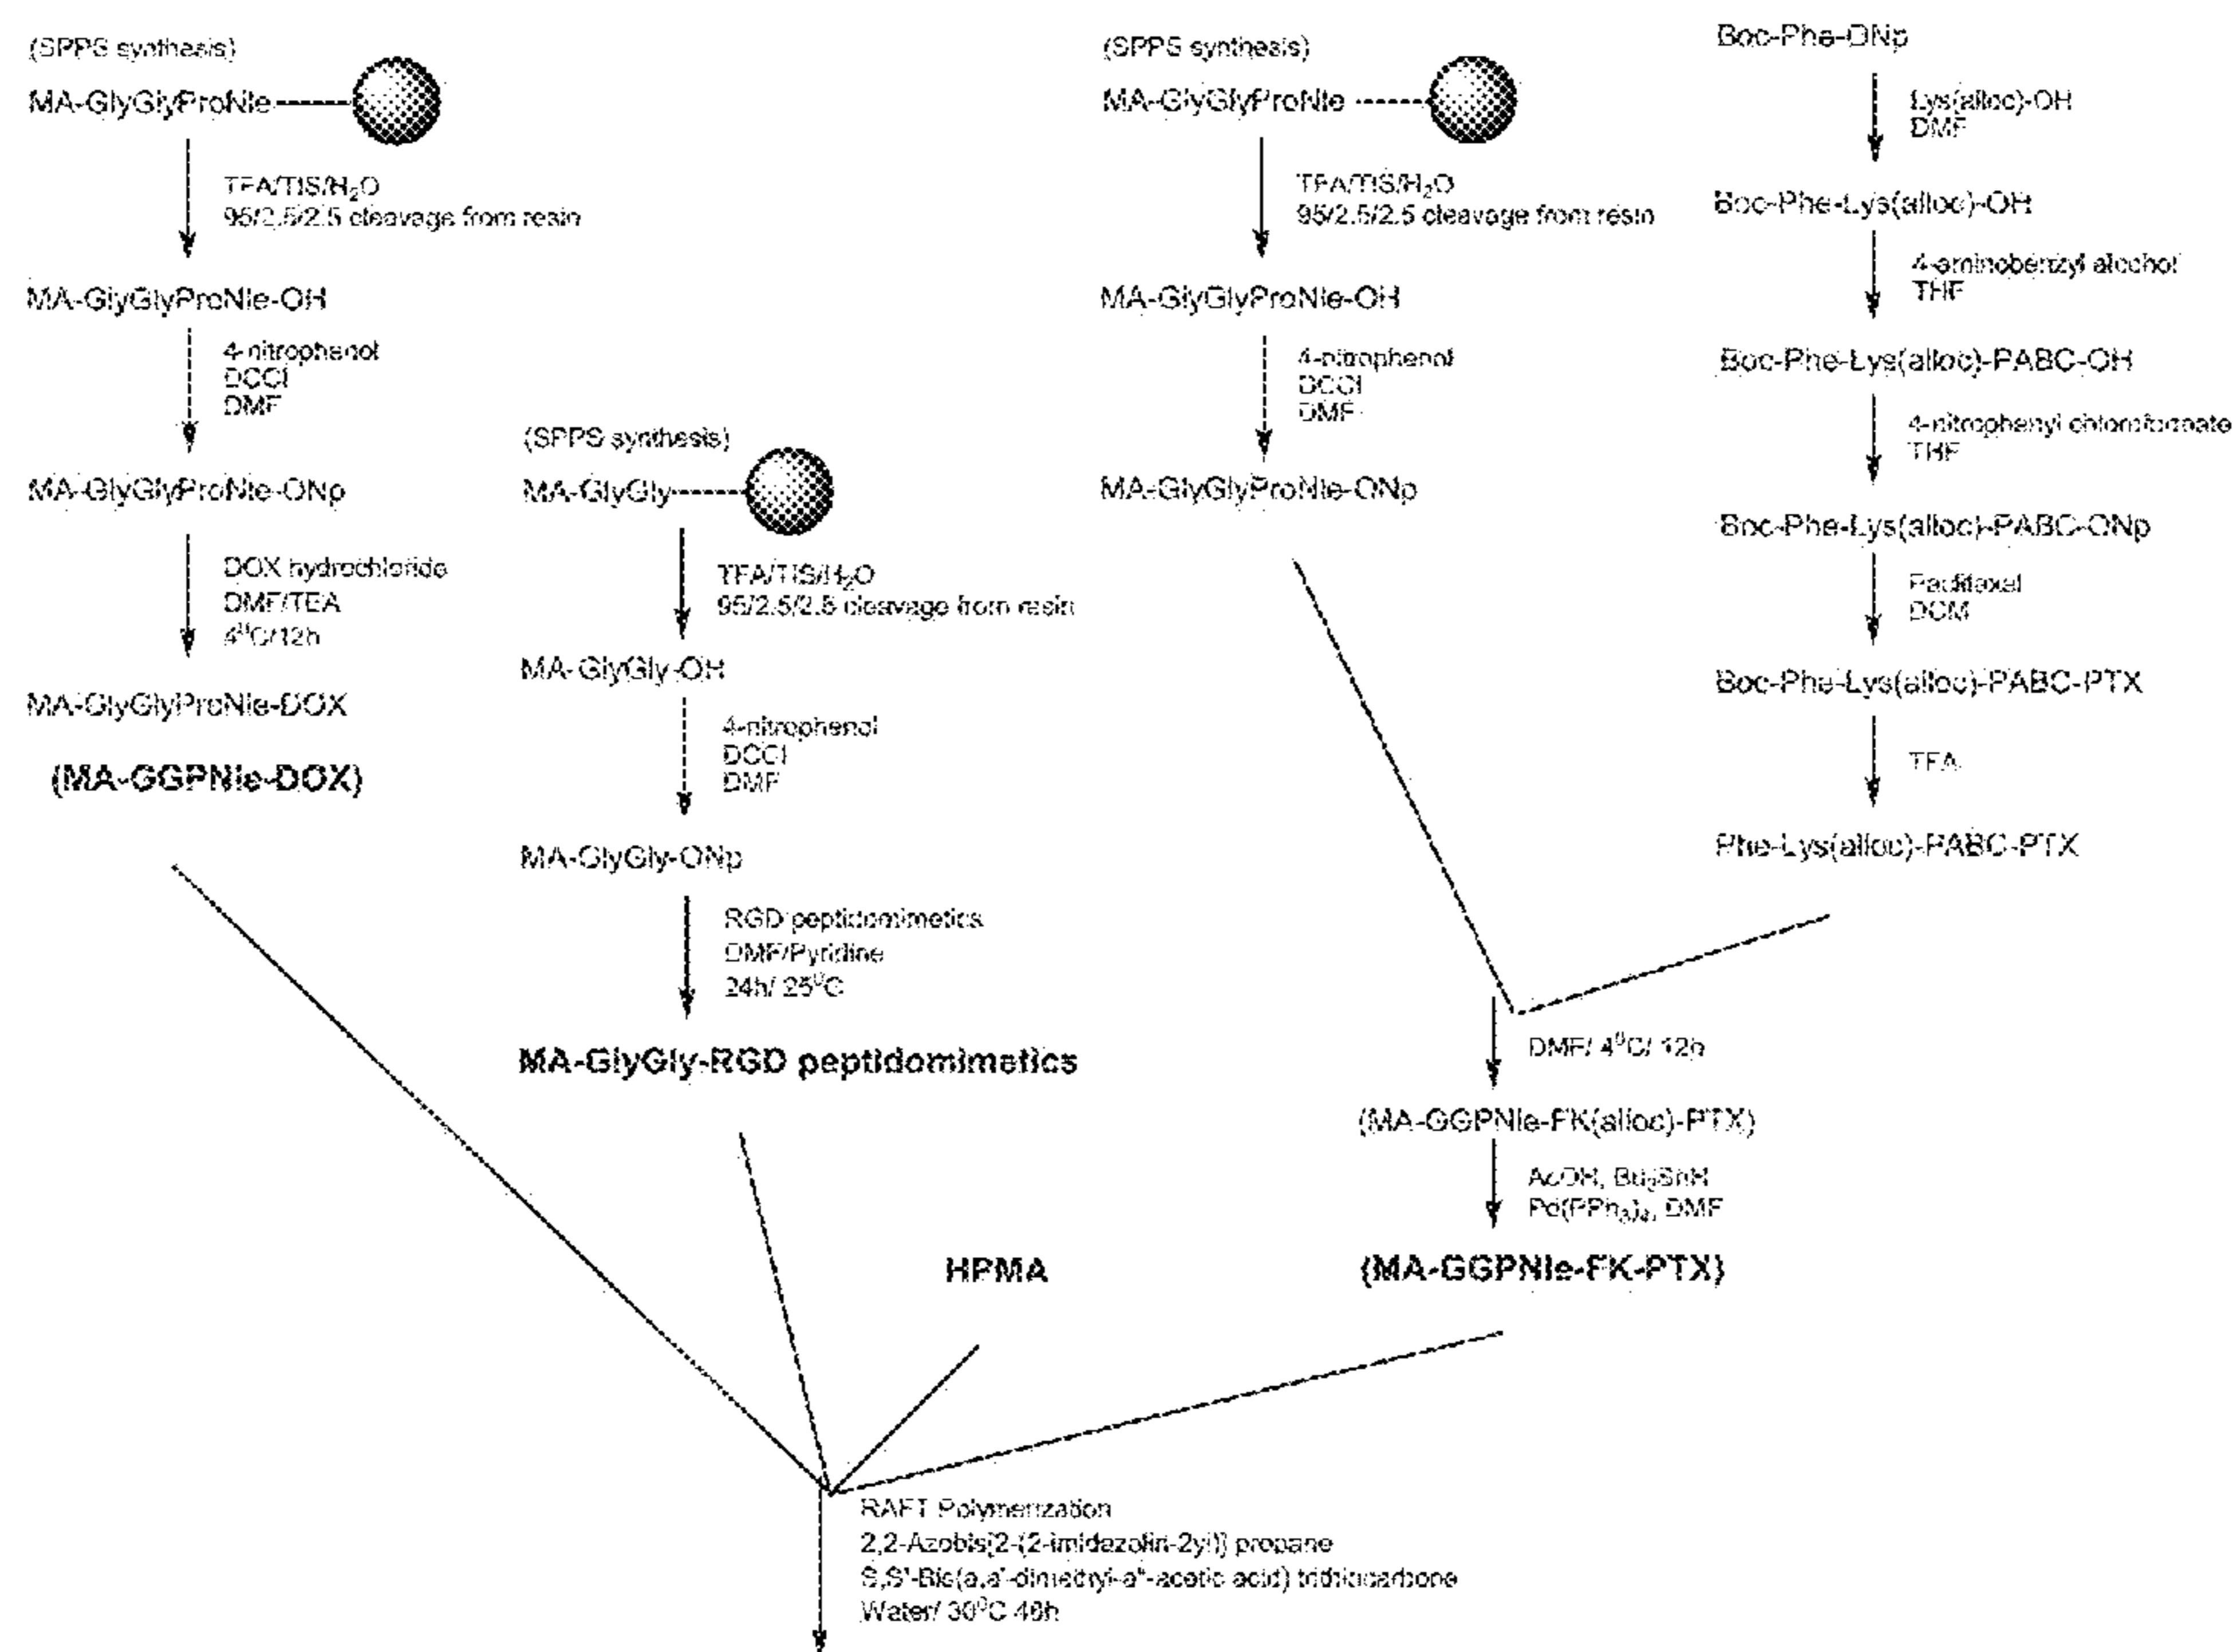 (SPPS synthesis)
MA-GlyGlyProNle
TFA/TIS/H₂O
95/2.5/2.5 cleavage from resin
MA-GlyGlyProNle-OH
4-nitrophenol
DCCI
DMF
MA-GlyGlyProNle-ONp
DOX hydrochloride
DMF/TEA
4⁰C/12h
MA-GlyGlyProNle-DOX
(MA-GGPNle-DOX)
(SPPS synthesis)
MA-GlyGly
TFA/TIS/H₂O
95/2.5/2.5 cleavage from resin
MA-GlyGly-OH
4-nitrophenol
DCCI
DMF
MA-GlyGly-ONp
RGD peptidomimetics
DMF/Pyridine
24h/ 25⁰C
MA-GlyGly-RGD peptidomimetics
HPMA
(SPPS synthesis)
MA-GlyGlyProNle
TFA/TIS/H₂O
95/2.5/2.5 cleavage from resin
MA-GlyGlyProNle-OH
4-nitrophenol
DCCI
DMF
MA-GlyGlyProNle-ONp
Boc-Phe-ONp
Lys(alloc)-OH
DMF
Boc-Phe-Lys(alloc)-OH
4-aminobenzyl alcohol
THF
Boc-Phe-Lys(alloc)-PABC-OH
4-nitrophenyl chloroformate
THF
Boc-Phe-Lys(alloc)-PABC-ONp
Paclitaxel
DCM
Boc-Phe-Lys(alloc)-PABC-PTX
TFA
Phe-Lys(alloc)-PABC-PTX
DMF/ 4⁰C/ 12h
(MA-GGPNle-FK(alloc)-PTX)
AcOH, Bu₃SnH
Pd(PPh₃)₄, DMF
(MA-GGPNle-FK-PTX)
RAFT Polymerization
2,2-Azobis[2-(2-imidazolin-2yl)] propane
S,S'-Bis(a,a'-dimethyl-a"-acetic acid) trithiocarbone
Water/ 30⁰C 48h